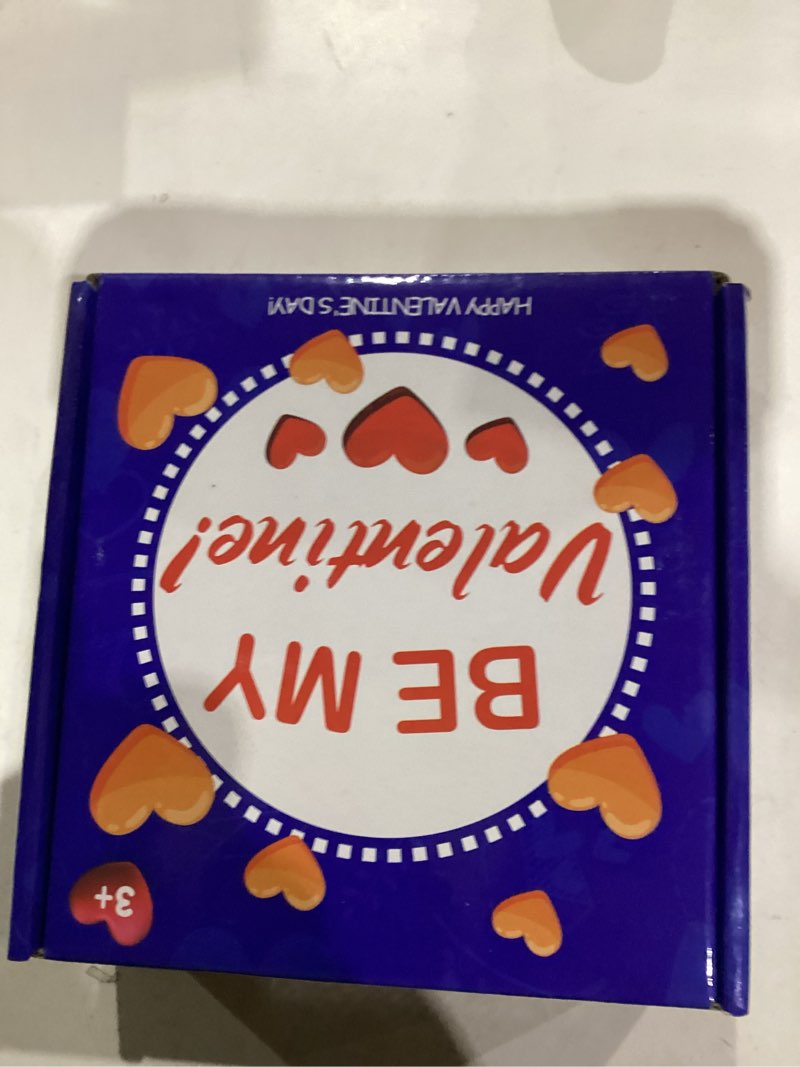 3+
BE MY
Valentine!
HAPPY VALENTINE'S DAY!